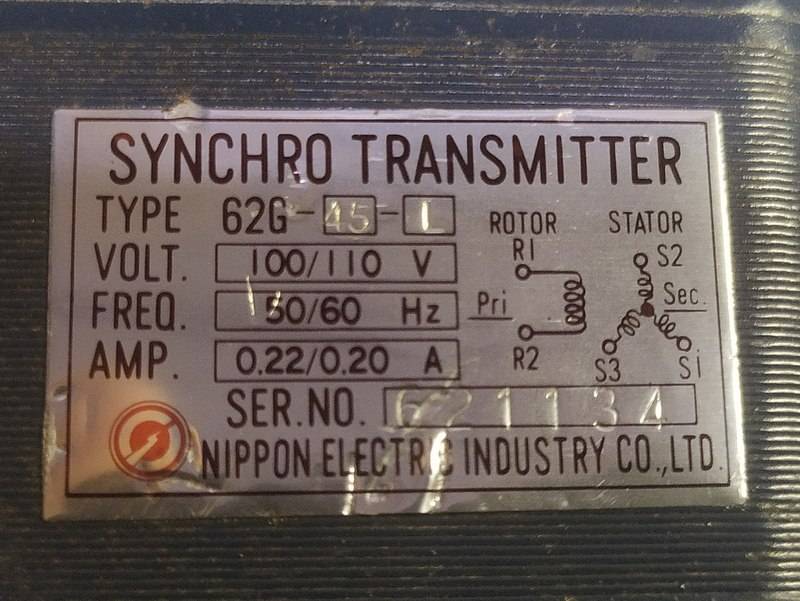 SYNCHRO TRANSMITTER
TYPE 62G-45-L
VOLT. 100/110 V
FREQ. 50/60 Hz
AMP. 0.22/0.20 A
ROTOR STATOR
R1 S2
Pri Sec.
R2 S3 S1
SER.NO. 621134
NIPPON ELECTRIC INDUSTRY CO.,LTD.